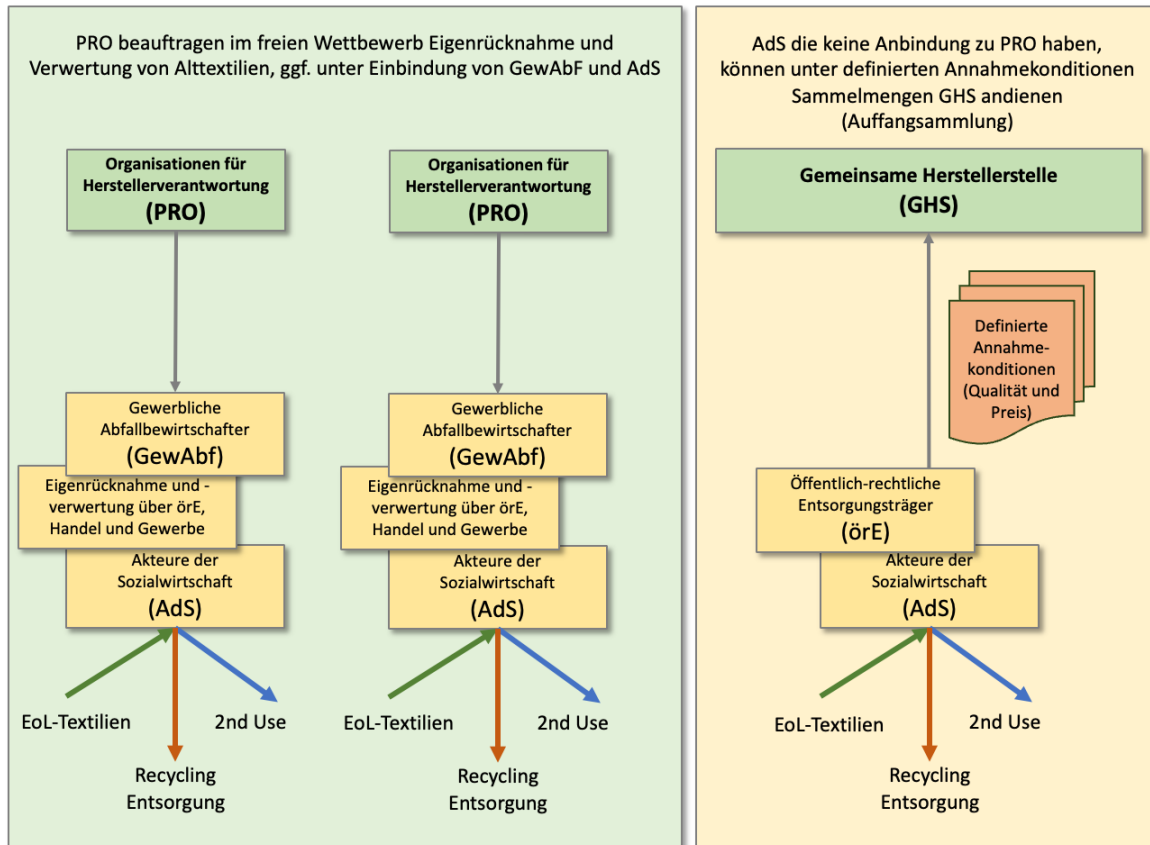 PRO beauftragen im freien Wettbewerb Eigenrücknahme und
Verwertung von Alttextilien, ggf. unter Einbindung von GewAbF und AdS
Organisationen für
Herstellerverantwortung
(PRO)
Gewerbliche
Abfallbewirtschafter
(GewAbf)
Eigenrücknahme und -
verwertung über örE,
Handel und Gewerbe
Akteure der
Sozialwirtschaft
(AdS)
EoL-Textilien
2nd Use
Recycling
Entsorgung
Organisationen für
Herstellerverantwortung
(PRO)
Gewerbliche
Abfallbewirtschafter
(GewAbf)
Eigenrücknahme und -
verwertung über örE,
Handel und Gewerbe
Akteure der
Sozialwirtschaft
(AdS)
EoL-Textilien
2nd Use
Recycling
Entsorgung
AdS die keine Anbindung zu PRO haben,
können unter definierten Annahmekonditionen
Sammelmengen GHS andienen
(Auffangsammlung)
Gemeinsame Herstellerstelle
(GHS)
Definierte
Annahme-
konditionen
(Qualität und
Preis)
Öffentlich-rechtliche
Entsorgungsträger
(örE)
Akteure der
Sozialwirtschaft
(AdS)
EoL-Textilien
2nd Use
Recycling
Entsorgung